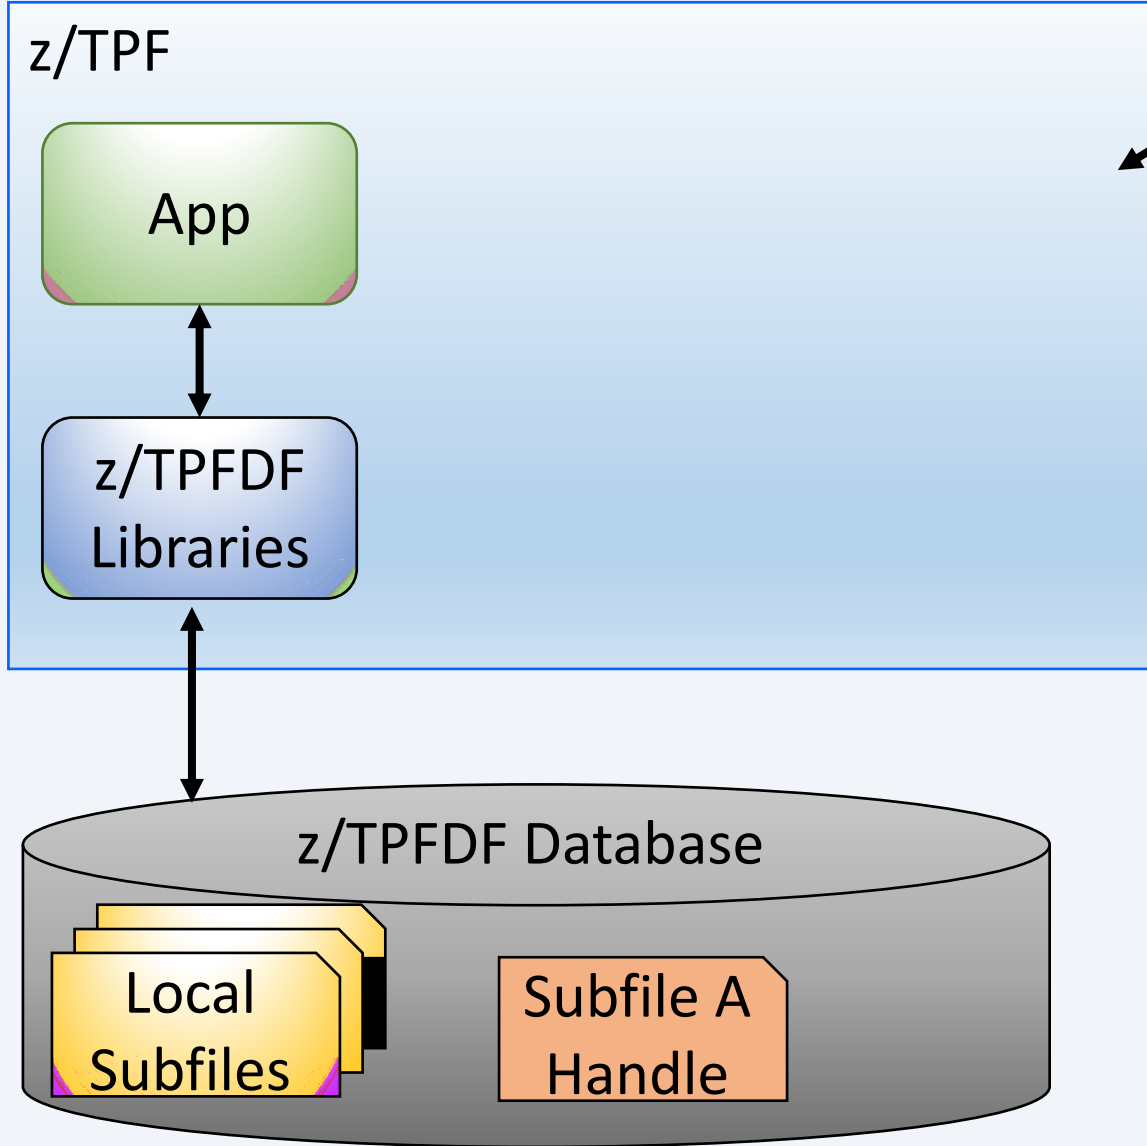 z/TPF
App
z/TPFDF
Libraries
z/TPFDF Database
Local
Subfiles
Subfile A
Handle